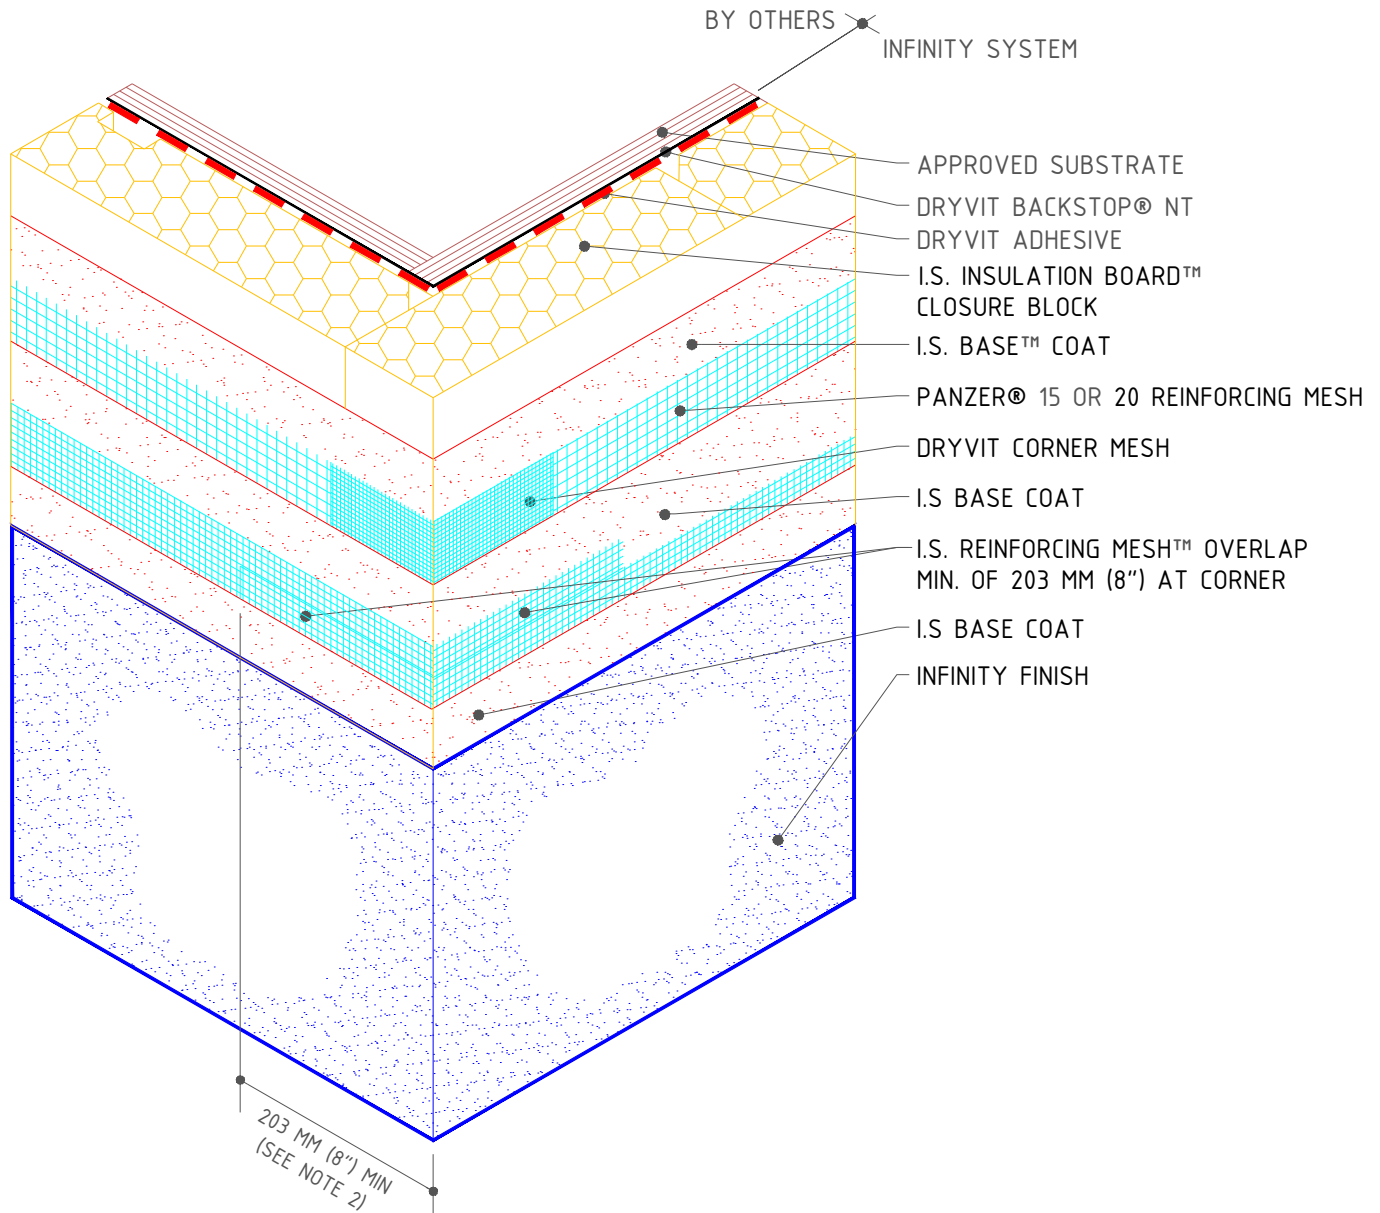 BY OTHERS
INFINITY SYSTEM
APPROVED SUBSTRATE
DRYVIT BACKSTOP® NT
DRYVIT ADHESIVE
I.S. INSULATION BOARD™
CLOSURE BLOCK
I.S. BASE™ COAT
PANZER® 15 OR 20 REINFORCING MESH
DRYVIT CORNER MESH
I.S BASE COAT
I.S. REINFORCING MESH™ OVERLAP
MIN. OF 203 MM (8") AT CORNER
I.S BASE COAT
INFINITY FINISH
203 MM (8") MIN
(SEE NOTE 2)